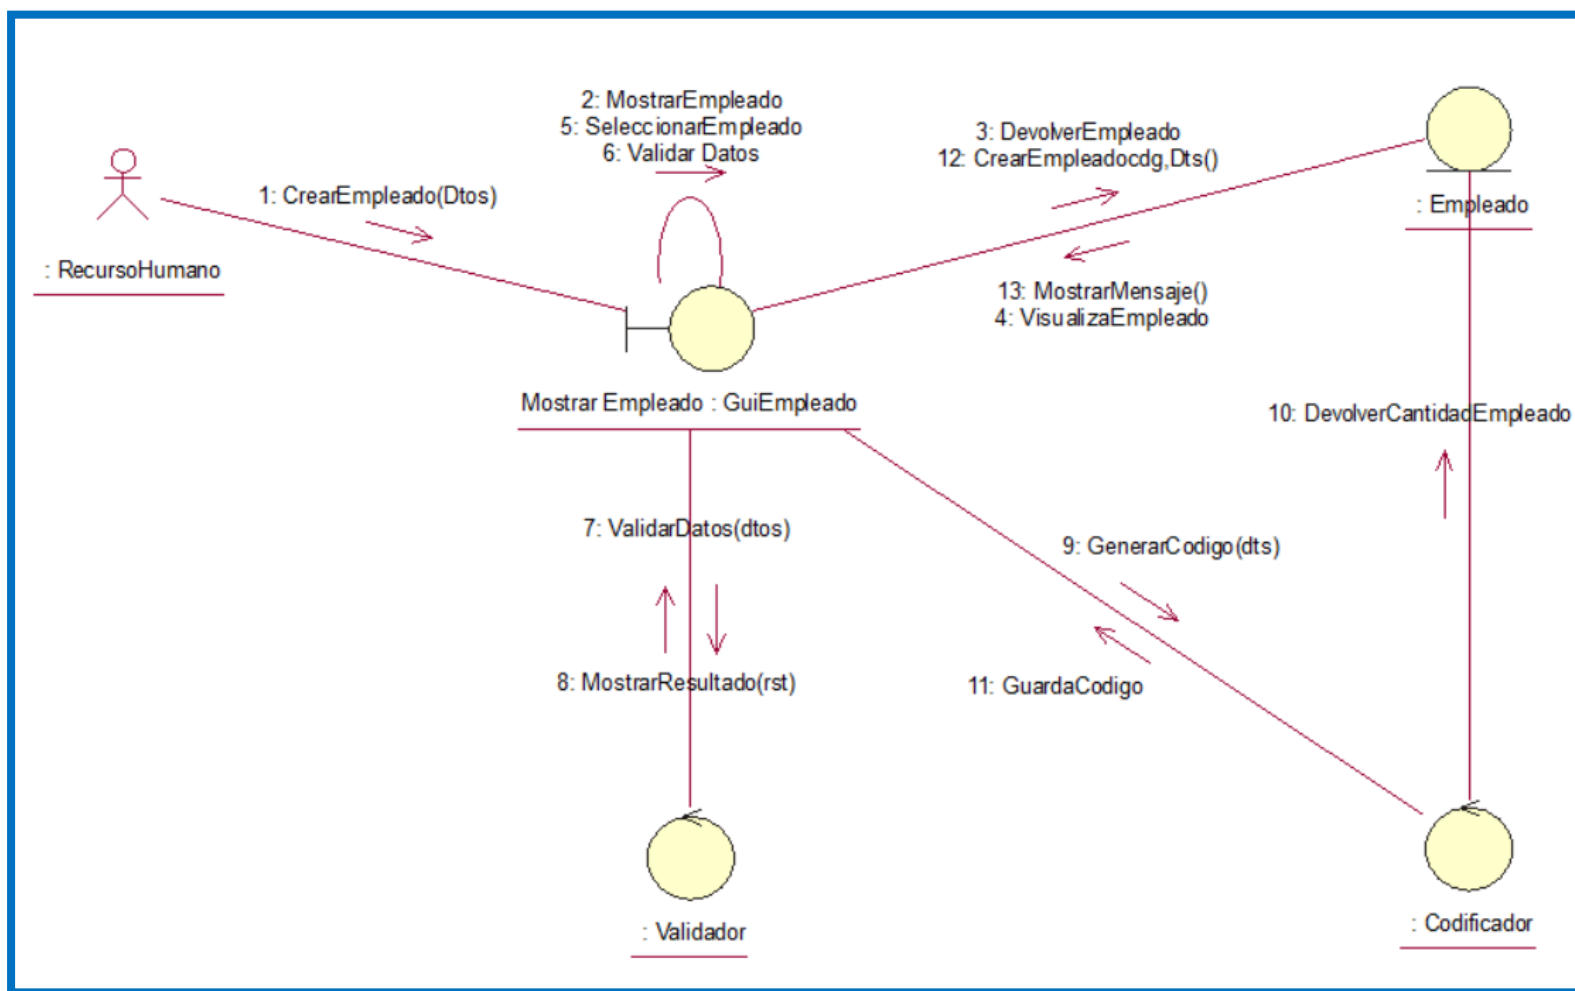 2: MostrarEmpleado
5: SeleccionarEmpleado
6: Validar Datos
3: DevolverEmpleado
12: CrearEmpleadocdg,Dts()
1: CrearEmpleado(Dtos)
: Empleado
: RecursoHumano
13: MostrarMensaje()
4: VisualizaEmpleado
Mostrar Empleado : GuiEmpleado
10: DevolverCantidadEmpleado
7: ValidarDatos(dtos)
9: GenerarCodigo(dts)
8: MostrarResultado(rst)
11: GuardaCodigo
: Validador
: Codificador